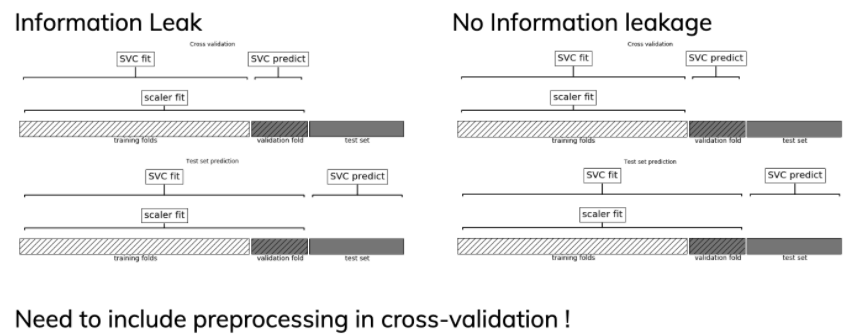 Information Leak
Cross validation
SVC fit
SVC predict
scaler fit
training folds
validation fold
test set
Test set prediction
SVC fit
SVC predict
scaler fit
training folds
validation fold
test set
No Information leakage
Cross validation
SVC fit
SVC predict
scaler fit
training folds
validation fold
test set
Test set prediction
SVC fit
SVC predict
scaler fit
training folds
validation fold
test set
Need to include preprocessing in cross-validation !